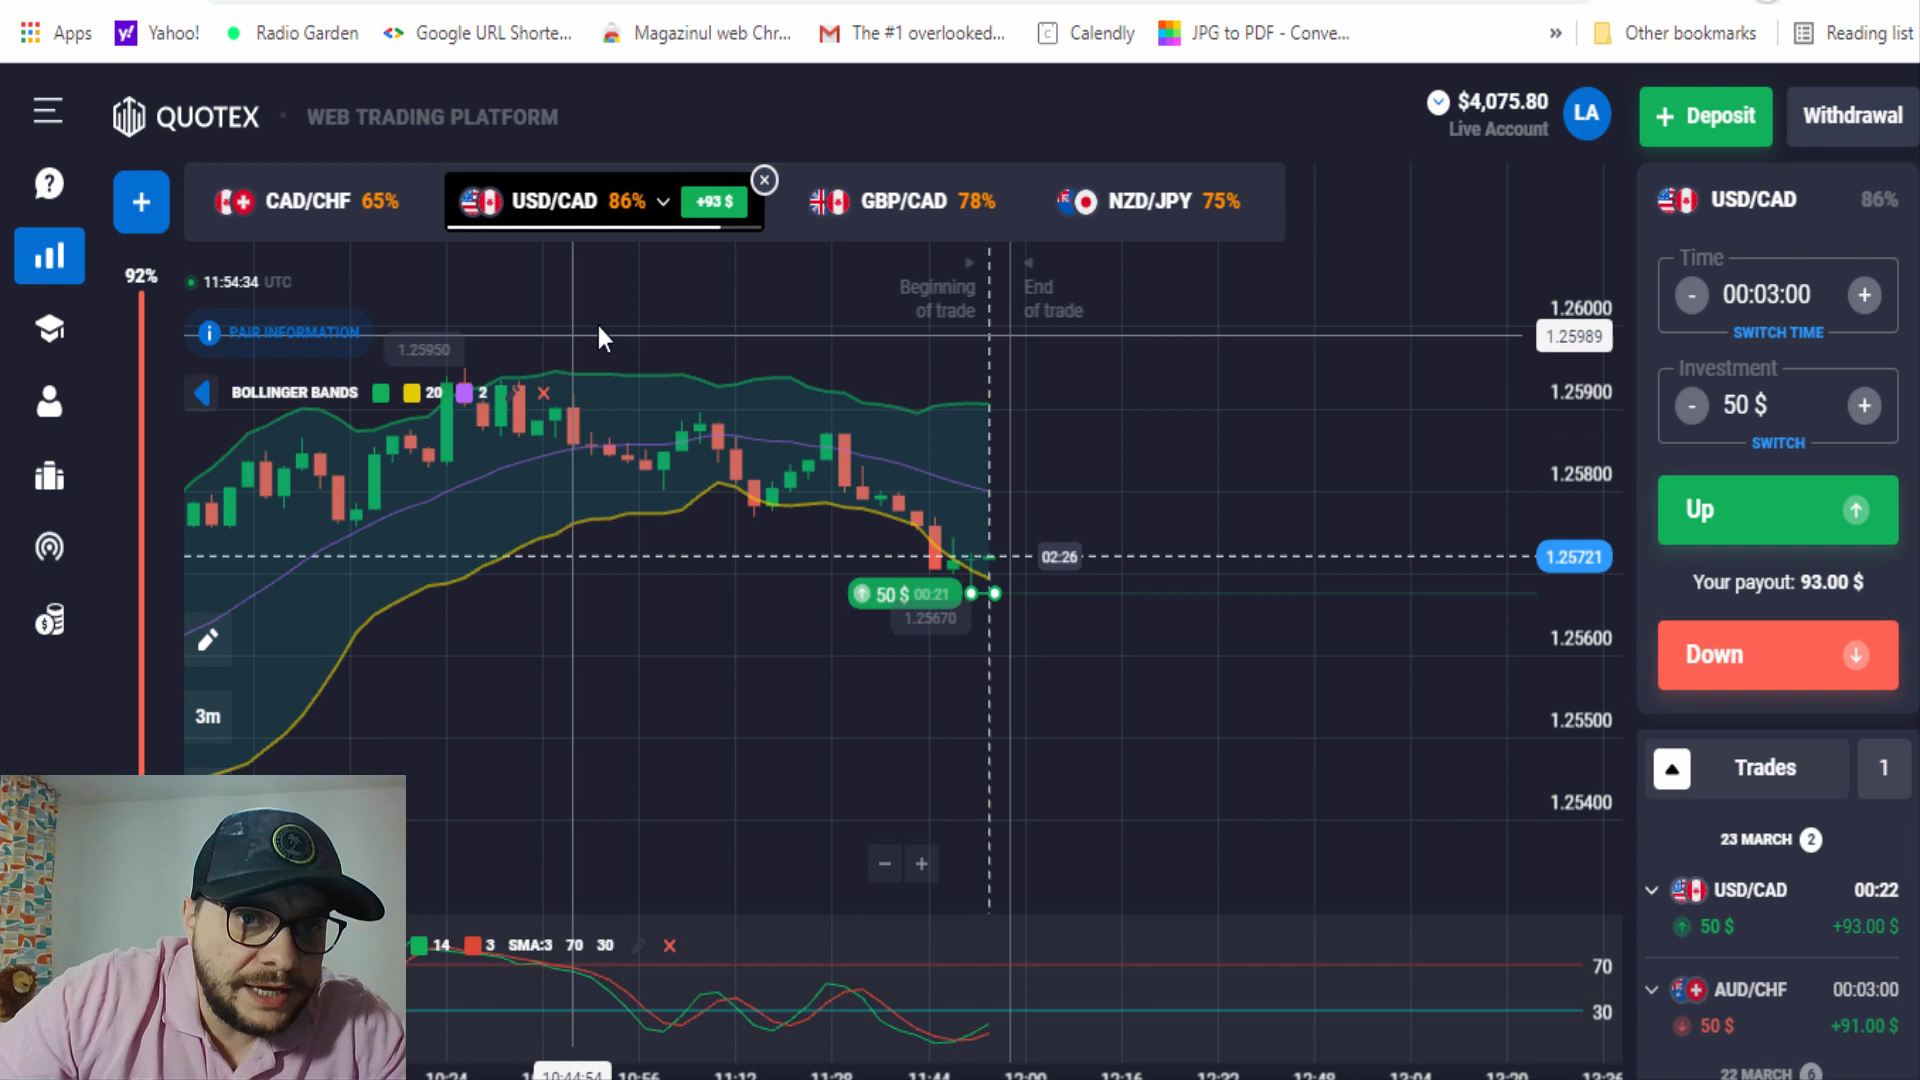 Apps
Yahoo!
Radio Garden
Google URL Shorte...
Magazinul web Chr...
The #1 overlooked...
Calendly
JPG to PDF - Conve...
»
Other bookmarks
Reading list
QUOTEX
WEB TRADING PLATFORM
$4,075.80
Live Account
LA
+ Deposit
Withdrawal
+
CAD/CHF 65%
USD/CAD 86%
+93 $
GBP/CAD 78%
NZD/JPY 75%
USD/CAD 86%
92%
11:54:34 UTC
Beginning
of trade
End
of trade
PAIR INFORMATION
1.25950
BOLLINGER BANDS
20
2
1.26000
1.25989
1.25900
1.25800
1.25721
1.25600
1.25500
1.25400
02:26
50 $ 00:21
1.25670
3m
Time
- 00:03:00 +
SWITCH TIME
Investment
- 50 $ +
SWITCH
Up
Your payout: 93.00 $
Down
Trades
1
23 MARCH 2
USD/CAD 00:22
50 $ +93.00 $
AUD/CHF 00:03:00
50 $ +91.00 $
22 MARCH 6
- +
14 3 SMA:3 70 30
70
30
10:24
10:44:54
10:56
11:12
11:28
11:44
12:00
12:16
12:32
12:48
13:04
13:20
13:36